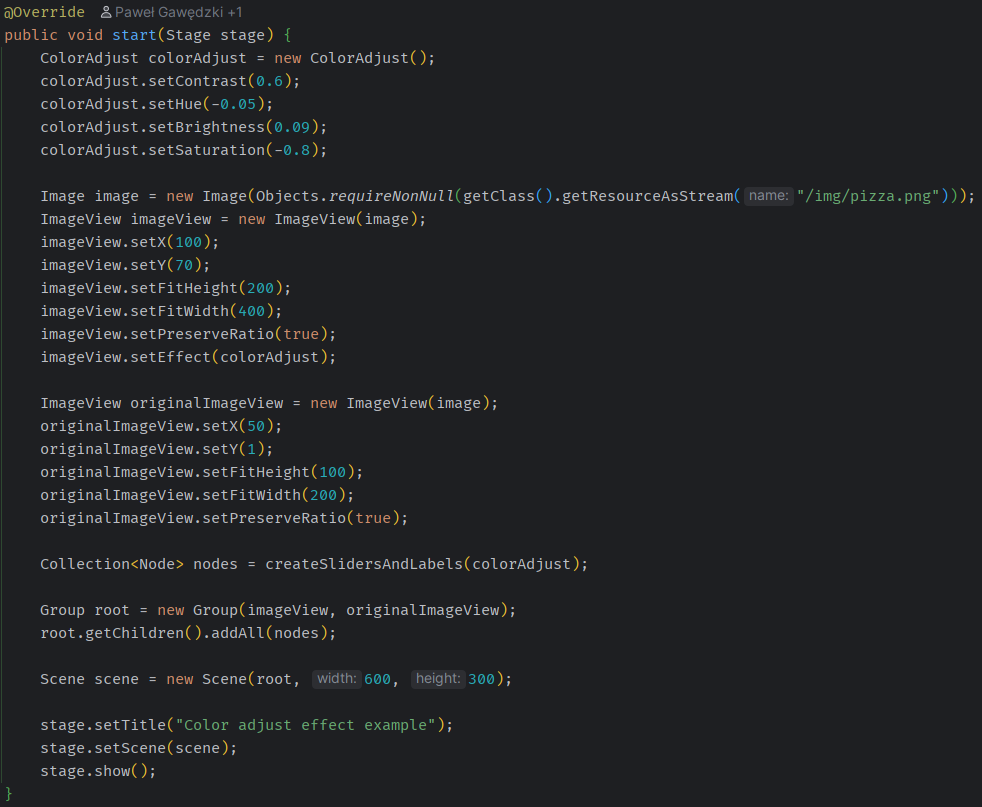 @Override Paweł Gawędzki +1
public void start(Stage stage) {
    ColorAdjust colorAdjust = new ColorAdjust();
    colorAdjust.setContrast(0.6);
    colorAdjust.setHue(-0.05);
    colorAdjust.setBrightness(0.09);
    colorAdjust.setSaturation(-0.8);

    Image image = new Image(Objects.requireNonNull(getClass().getResourceAsStream( name: "/img/pizza.png")));
    ImageView imageView = new ImageView(image);
    imageView.setX(100);
    imageView.setY(70);
    imageView.setFitHeight(200);
    imageView.setFitWidth(400);
    imageView.setPreserveRatio(true);
    imageView.setEffect(colorAdjust);

    ImageView originalImageView = new ImageView(image);
    originalImageView.setX(50);
    originalImageView.setY(1);
    originalImageView.setFitHeight(100);
    originalImageView.setFitWidth(200);
    originalImageView.setPreserveRatio(true);

    Collection<Node> nodes = createSlidersAndLabels(colorAdjust);

    Group root = new Group(imageView, originalImageView);
    root.getChildren().addAll(nodes);

    Scene scene = new Scene(root, width: 600, height: 300);

    stage.setTitle("Color adjust effect example");
    stage.setScene(scene);
    stage.show();
}